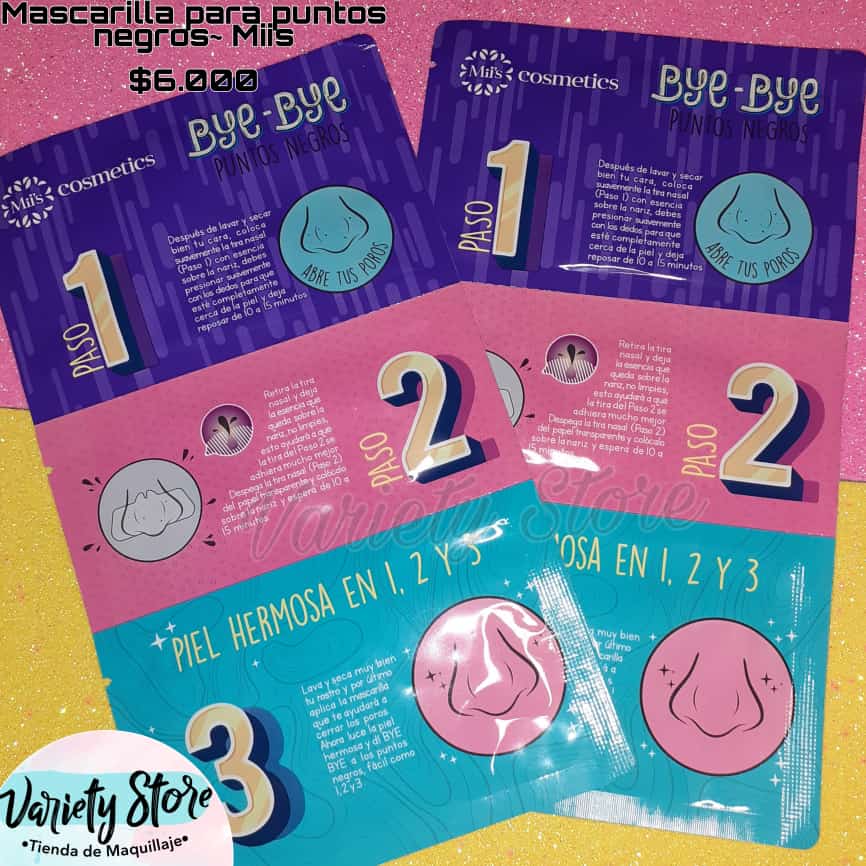 Mascarilla para puntos
negros~ Miis
$6.000
Mii's cosmetics
Bye-Bye
PUNTOS NEGROS
PASO 1
Después de lavar y secar
bien tu cara, coloca
suavemente la tira nasal
(Paso 1) con esencia
sobre la nariz, debes
presionar suavemente
con los dedos para que
esté completamente
cerca de la piel y deja
reposar de 10 a 15 minutos
ABRE TUS POROS
Retira la tira
nasal y deja
la esencia que
queda sobre la
nariz, no limpies,
esto ayudará a que
la tira del Paso 2 se
adhiera mucho mejor
Despega la tira nasal (Paso 2)
del papel transparente y colócalo
sobre la nariz y espera de 10 a
15 minutos
PASO 2
PIEL HERMOSA EN 1, 2 Y 3
3
Lava y seca muy bien
tu rostro y por último
aplica la mascarilla
que te ayudará a
cerrar los poros
Ahora luce la piel
hermosa y di BYE
BYE a los puntos
negros, fácil como
1,2 y 3
Mii's cosmetics
Bye-Bye
PUNTOS NEGROS
PASO 1
Después de lavar y secar
bien tu cara, coloca
suavemente la tira nasal
(Paso 1) con esencia
sobre la nariz, debes
presionar suavemente
con los dedos para que
esté completamente
cerca de la piel y deja
reposar de 10 a 15 minutos
ABRE TUS POROS
Retira la tira
nasal y deja
la esencia que
queda sobre la
nariz, no limpies,
esto ayudará a que
la tira del Paso 2 se
adhiera mucho mejor
Despega la tira nasal (Paso 2)
del papel transparente y colócalo
sobre la nariz y espera de 10 a
15 minutos
PASO 2
OSA EN 1, 2 Y 3
muy bien
último
mascarilla
Variety Store
Variety Store
•Tienda de Maquillaje•